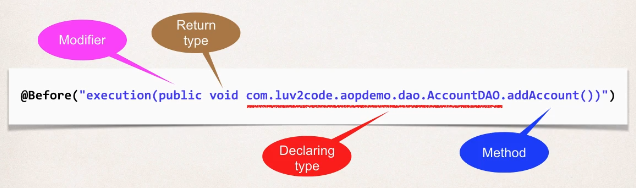 Return
type
Modifier
@Before("execution(public void com.luv2code.aopdemo.dao.AccountDAO.addAccount())")
Declaring
type
Method